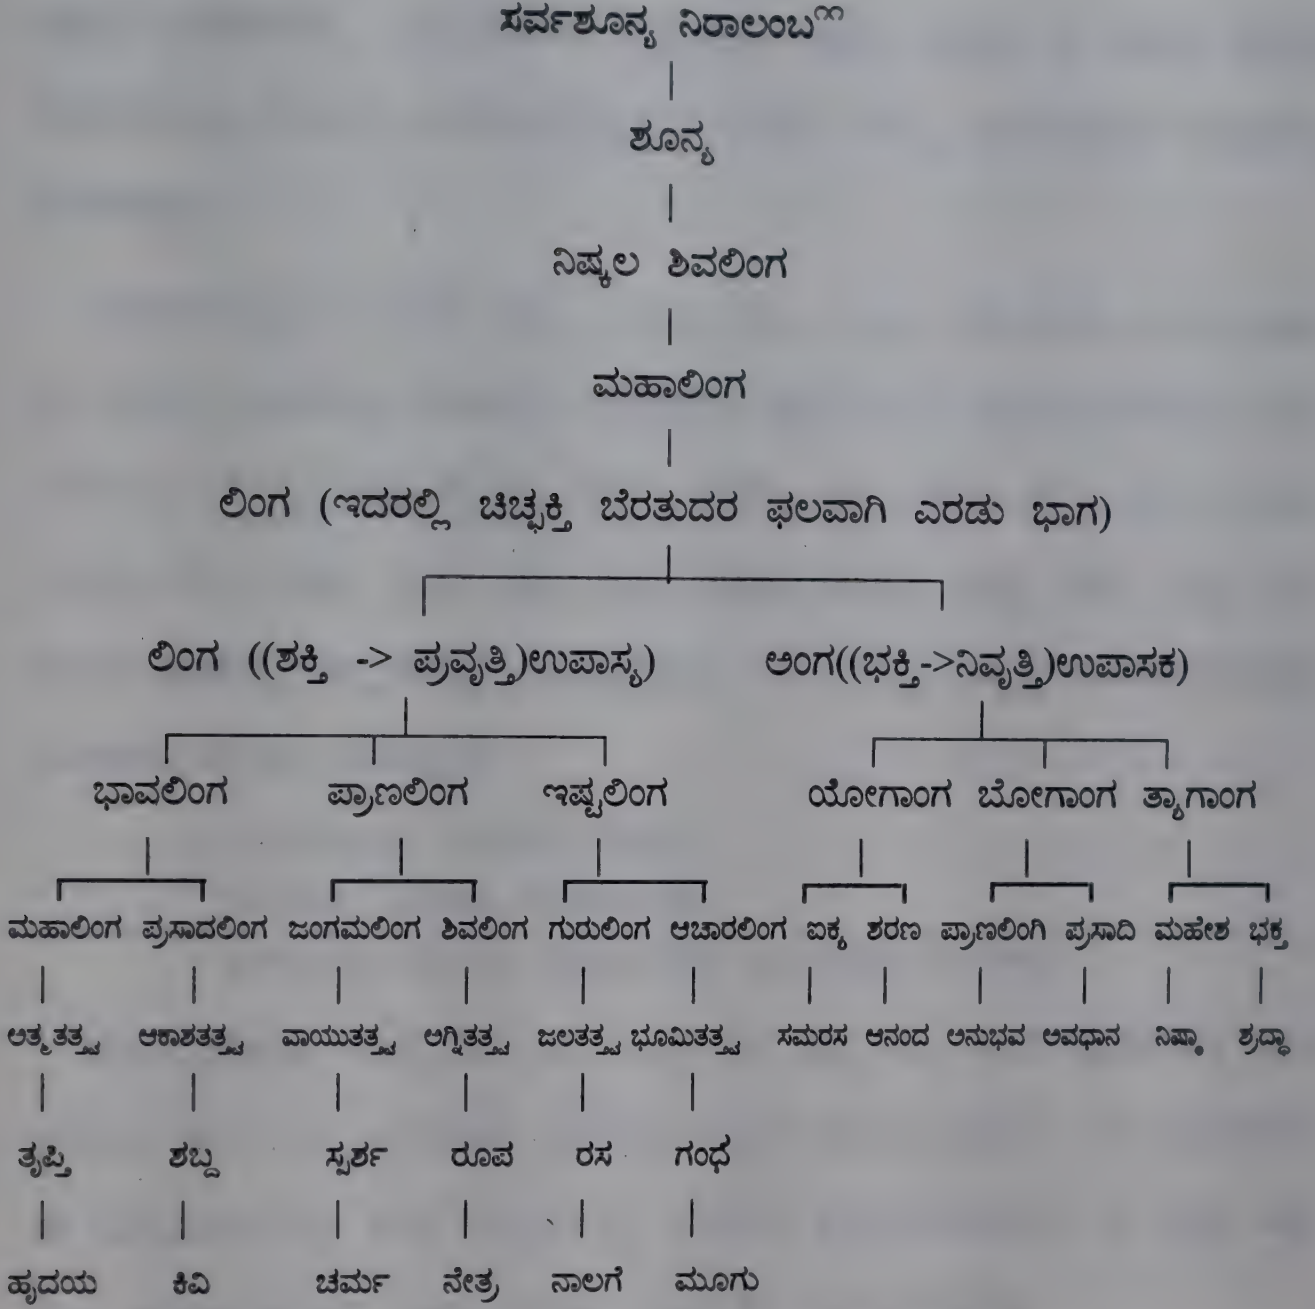 ಸರ್ವಶೂನ್ಯ ನಿರಾಲಂಬ೧೧
ಶೂನ್ಯ
ನಿಷ್ಕಲ ಶಿವಲಿಂಗ
ಮಹಾಲಿಂಗ
ಲಿಂಗ (ಇದರಲ್ಲಿ ಚಿಚ್ಛಕ್ತಿ ಬೆರತುದರ ಫಲವಾಗಿ ಎರಡು ಭಾಗ)
ಲಿಂಗ ((ಶಕ್ತಿ -> ಪ್ರವೃತ್ತಿ)ಉಪಾಸ್ಯ) ಅಂಗ((ಭಕ್ತಿ->ನಿವೃತ್ತಿ)ಉಪಾಸಕ)
ಭಾವಲಿಂಗ ಪ್ರಾಣಲಿಂಗ ಇಷ್ಟಲಿಂಗ ಯೋಗಾಂಗ ಬೋಗಾಂಗ ತ್ಯಾಗಾಂಗ
ಮಹಾಲಿಂಗ ಪ್ರಸಾದಲಿಂಗ ಜಂಗಮಲಿಂಗ ಶಿವಲಿಂಗ ಗುರುಲಿಂಗ ಆಚಾರಲಿಂಗ ಐಕ್ಯ ಶರಣ ಪ್ರಾಣಲಿಂಗಿ ಪ್ರಸಾದಿ ಮಹೇಶ ಭಕ್ತ
ಆತ್ಮತತ್ತ್ವ ಆಕಾಶತತ್ತ್ವ ವಾಯುತತ್ತ್ವ ಅಗ್ನಿತತ್ತ್ವ ಜಲತತ್ತ್ವ ಭೂಮಿತತ್ತ್ವ ಸಮರಸ ಆನಂದ ಅನುಭವ ಅವಧಾನ ನಿಷ್ಠಾ ಶ್ರದ್ಧಾ
ತೃಪ್ತಿ ಶಬ್ದ ಸ್ಪರ್ಶ ರೂಪ ರಸ ಗಂಧ
ಹೃದಯ ಕಿವಿ ಚರ್ಮ ನೇತ್ರ ನಾಲಗೆ ಮೂಗು